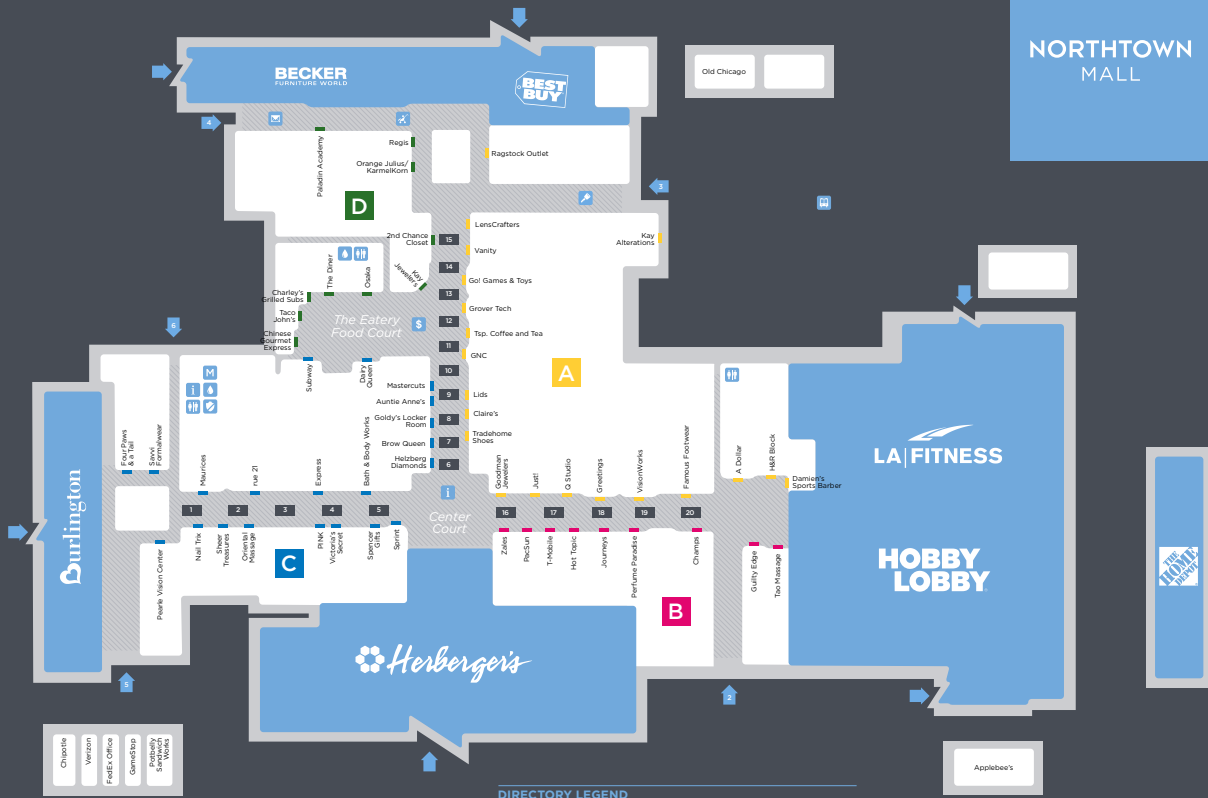 NORTHTOWN
MALL
BECKER
FURNITURE WORLD
BEST
BUY
Old Chicago
4
Paladin Academy
Regis
Orange Julius/
KarmelKorn
Ragstock Outlet
3
D
2nd Chance
Closet
15
LensCrafters
Kay
Alterations
Vanity
The Diner
Osaka
Kay
Jewelers
14
Go! Games & Toys
Charley's
Grilled Subs
13
Grover Tech
Taco
John's
The Eatery
Food Court
$
12
Tsp. Coffee and Tea
Chinese
Gourmet
Express
6
11
GNC
Subway
Dairy
Queen
10
A
M
i
Mastercuts
9
Lids
Auntie Anne's
Claire's
Goldy's Locker
Room
8
Tradehome
Shoes
Brow Queen
7
Helzberg
Diamonds
6
Four Paws
& a Tail
Savvi
Formalwear
Maurices
rue 21
Express
Bath & Body Works
i
Goodman
Jewelers
Just!
Q Studio
Greetings
VisionWorks
Famous Footwear
A Dollar
H&R Block
Damien's
Sports Barber
LA|FITNESS
Burlington
1
2
3
4
5
Center
Court
16
17
18
19
20
Pearle Vision Center
Nail Trix
Sheer
Treasures
Oriental
Massage
PINK
Victoria's
Secret
Spencer
Gifts
Sprint
Zales
PacSun
T-Mobile
Hot Topic
Journeys
Perfume Paradise
Champs
Guilty Edge
Tao Massage
C
B
HOBBY
LOBBY
THE
HOME
DEPOT
Herberger's
5
2
Chipotle
Verizon
FedEx Office
GameStop
Potbelly
Sandwich
Works
Applebee's
DIRECTORY LEGEND